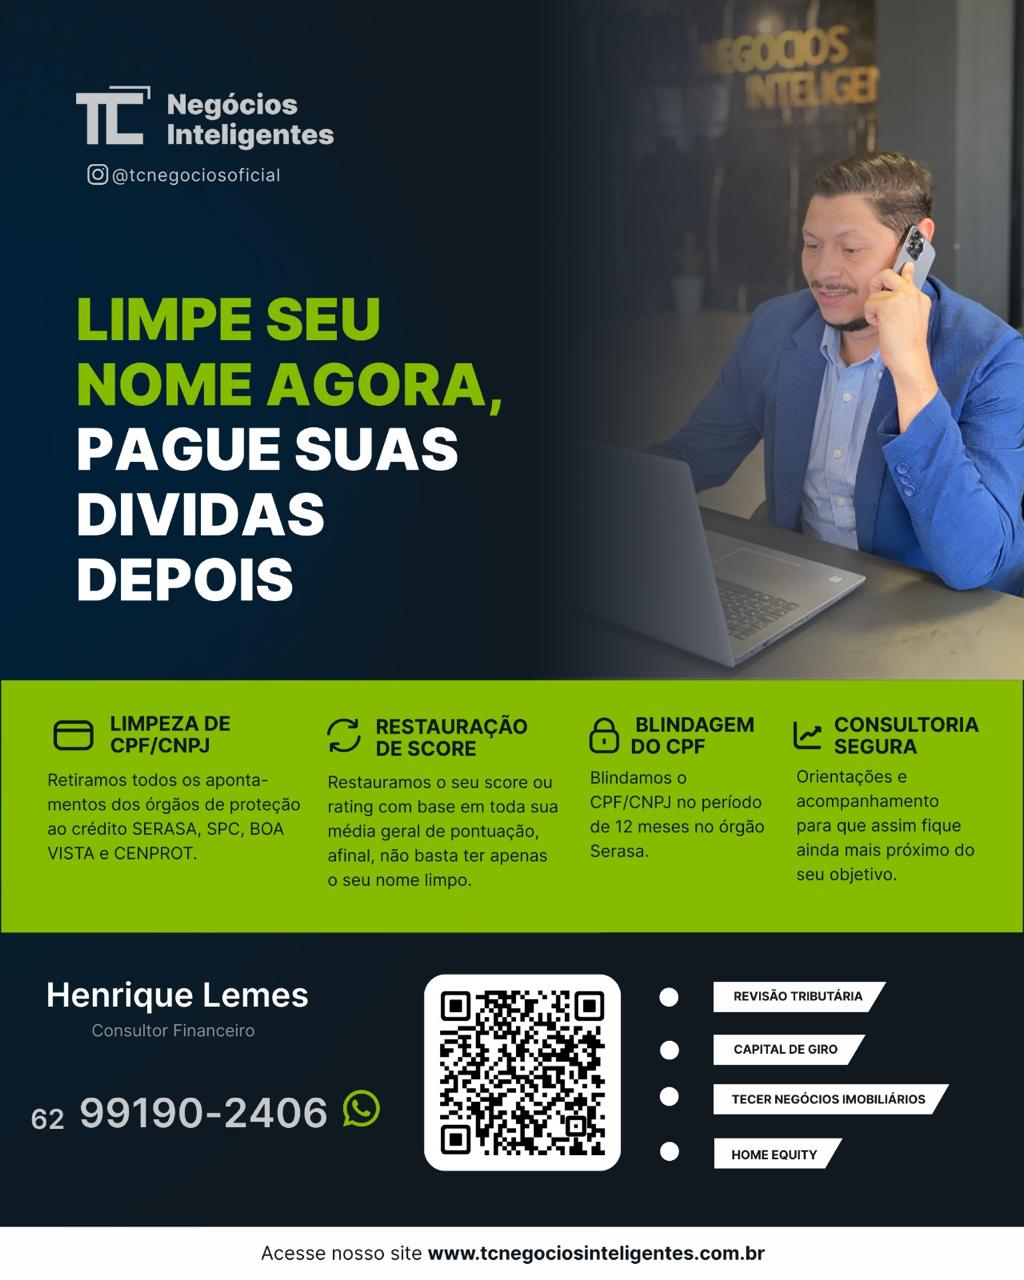 NEGÓCIOS
Negócios
Inteligentes
@tcnegociosoficial
LIMPE SEU
NOME AGORA,
PAGUE SUAS
DIVIDAS
DEPOIS
LIMPEZA DE
CPF/CNPJ
Retiramos todos os aponta-
mentos dos órgãos de proteção
ao crédito SERASA, SPC, BOA
VISTA e CENPROT.
RESTAURAÇÃO
DE SCORE
Restauramos o seu score ou
rating com base em toda sua
média geral de pontuação,
afinal, não basta ter apenas
o seu nome limpo.
BLINDAGEM
DO CPF
Blindamos o
CPF/CNPJ no período
de 12 meses no órgão
Serasa.
CONSULTORIA
SEGURA
Orientações e
acompanhamento
para que assim fique
ainda mais próximo do
seu objetivo.
Henrique Lemes
Consultor Financeiro
62 99190-2406
REVISÃO TRIBUTÁRIA
CAPITAL DE GIRO
TECER NEGÓCIOS IMOBILIÁRIOS
HOME EQUITY
Acesse nosso site www.tcnegociosinteligentes.com.br